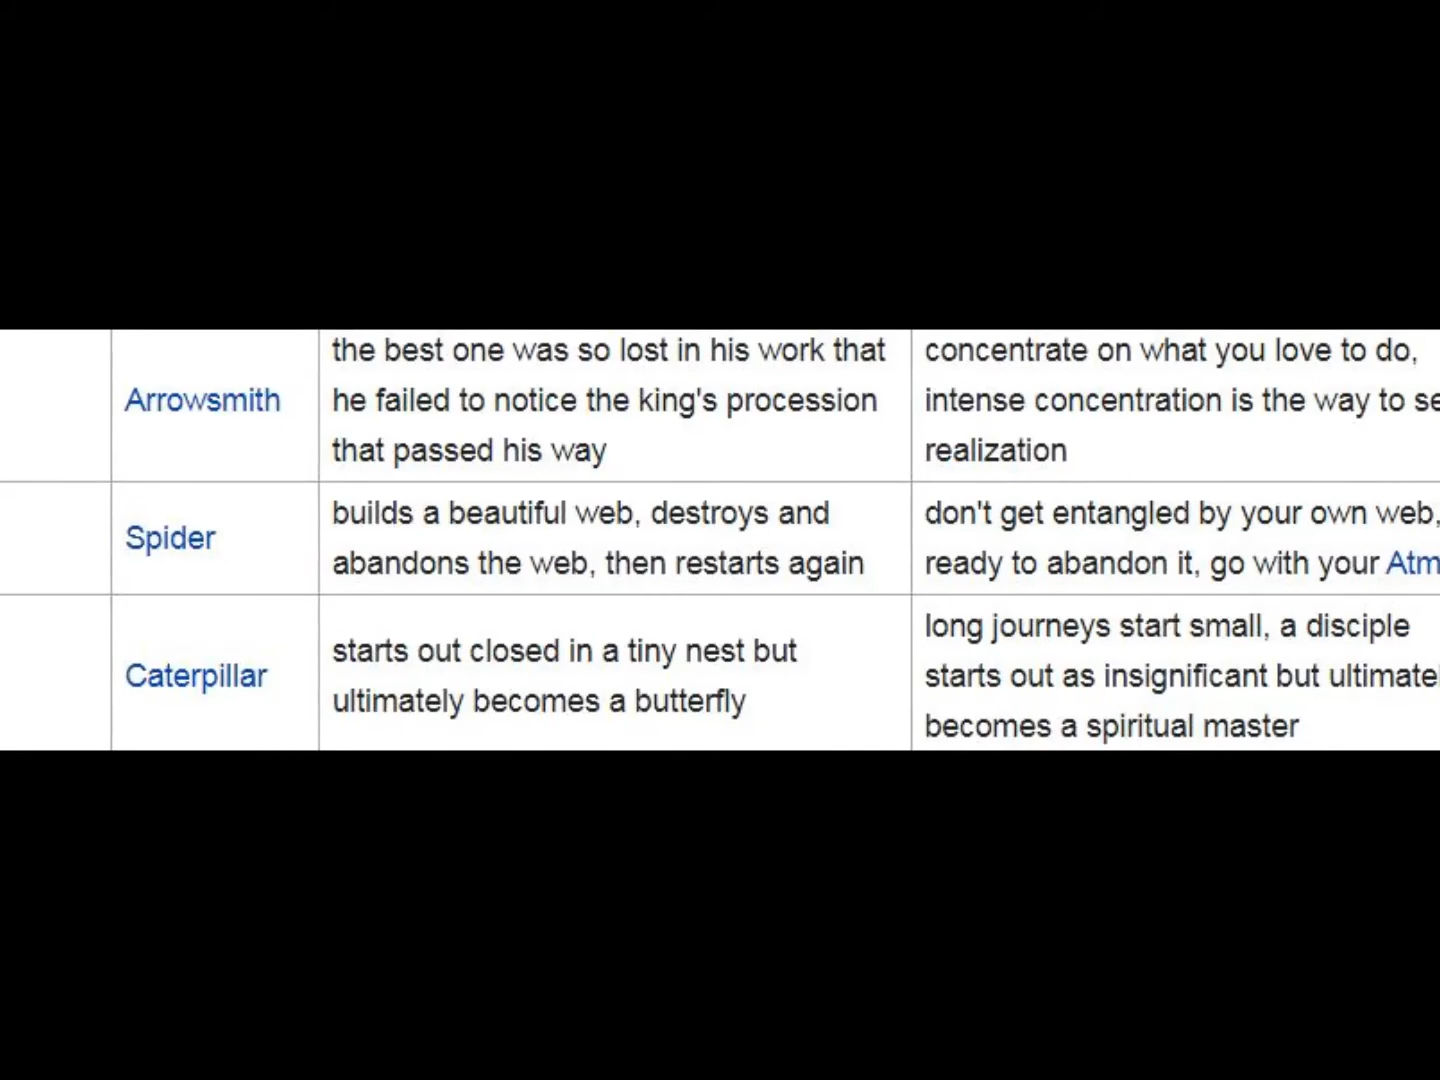 Arrowsmith
the best one was so lost in his work that
he failed to notice the king's procession
that passed his way
concentrate on what you love to do,
intense concentration is the way to
realization
Spider
builds a beautiful web, destroys and
abandons the web, then restarts again
don't get entangled by your own web,
ready to abandon it, go with your
Caterpillar
starts out closed in a tiny nest but
ultimately becomes a butterfly
long journeys start small, a disciple
starts out as insignificant but
becomes a spiritual master